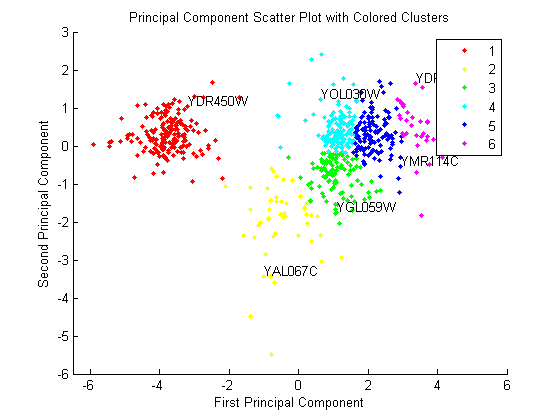 Principal Component Scatter Plot with Colored Clusters
3
2
1
0
-1
-2
-3
-4
-5
-6
Second Principal Component
-6
-4
-2
0
2
4
6
First Principal Component
YDR450W
YOL030W
YMR114C
YGL059W
YAL067C
1
2
3
4
5
6